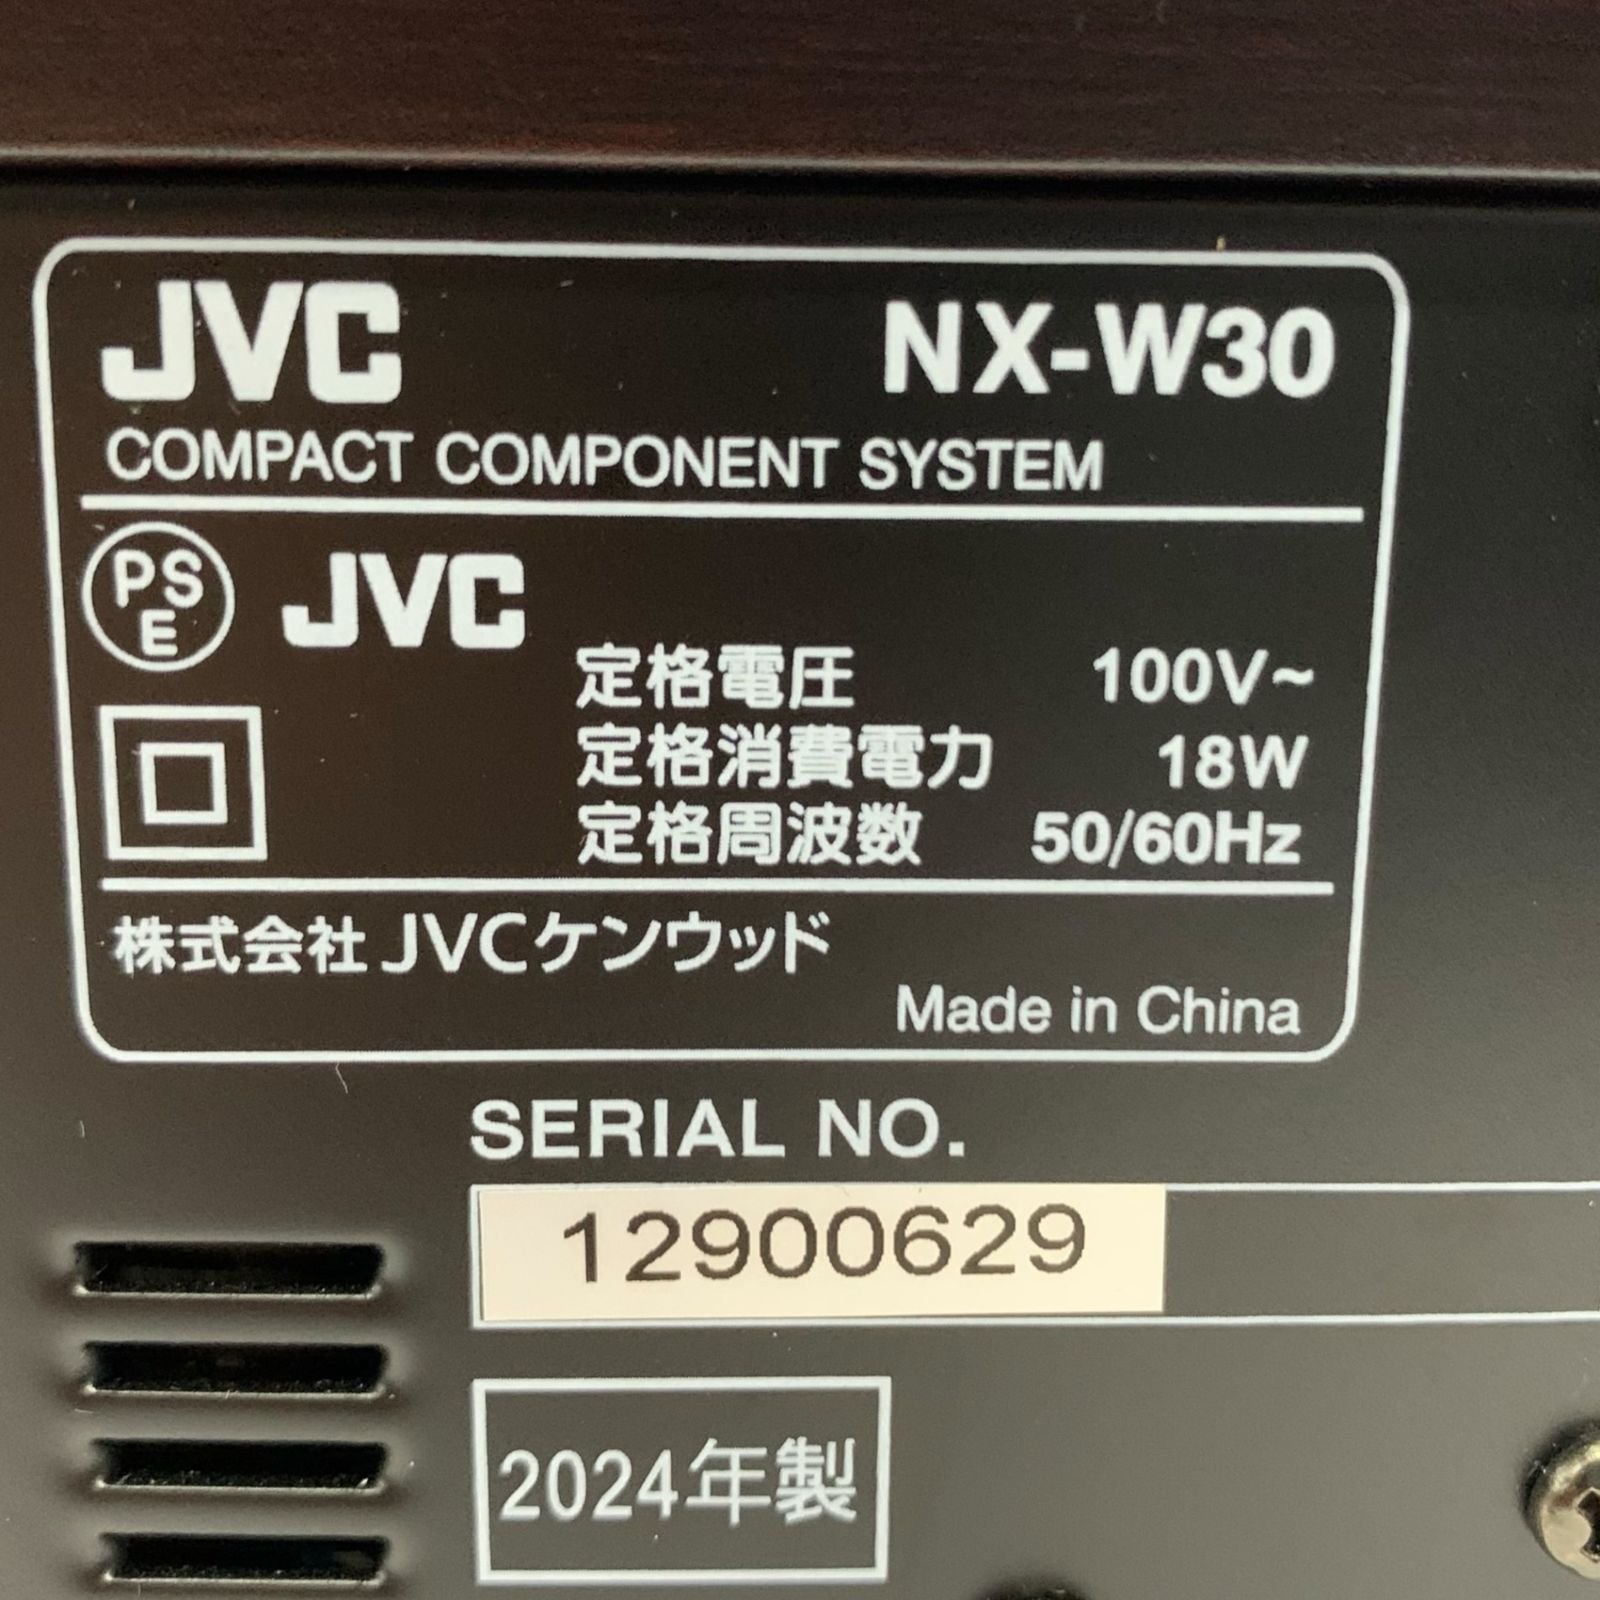 JVC NX-W30
COMPACT COMPONENT SYSTEM
PS
E
JVC
定格電圧 100V~
定格消費電力 18W
定格周波数 50/60Hz
株式会社JVCケンウッド
Made in China
SERIAL NO.
12900629
2024年製